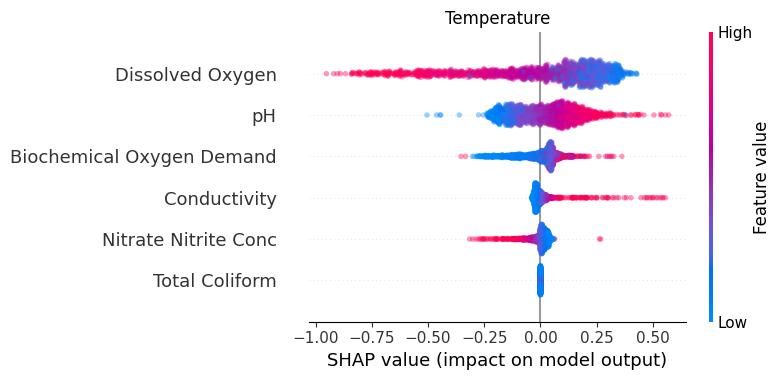 Temperature
High
Dissolved Oxygen
pH
Biochemical Oxygen Demand
Conductivity
Nitrate Nitrite Conc
Total Coliform
Feature value
Low
−1.00 −0.75 −0.50 −0.25 0.00 0.25 0.50
SHAP value (impact on model output)